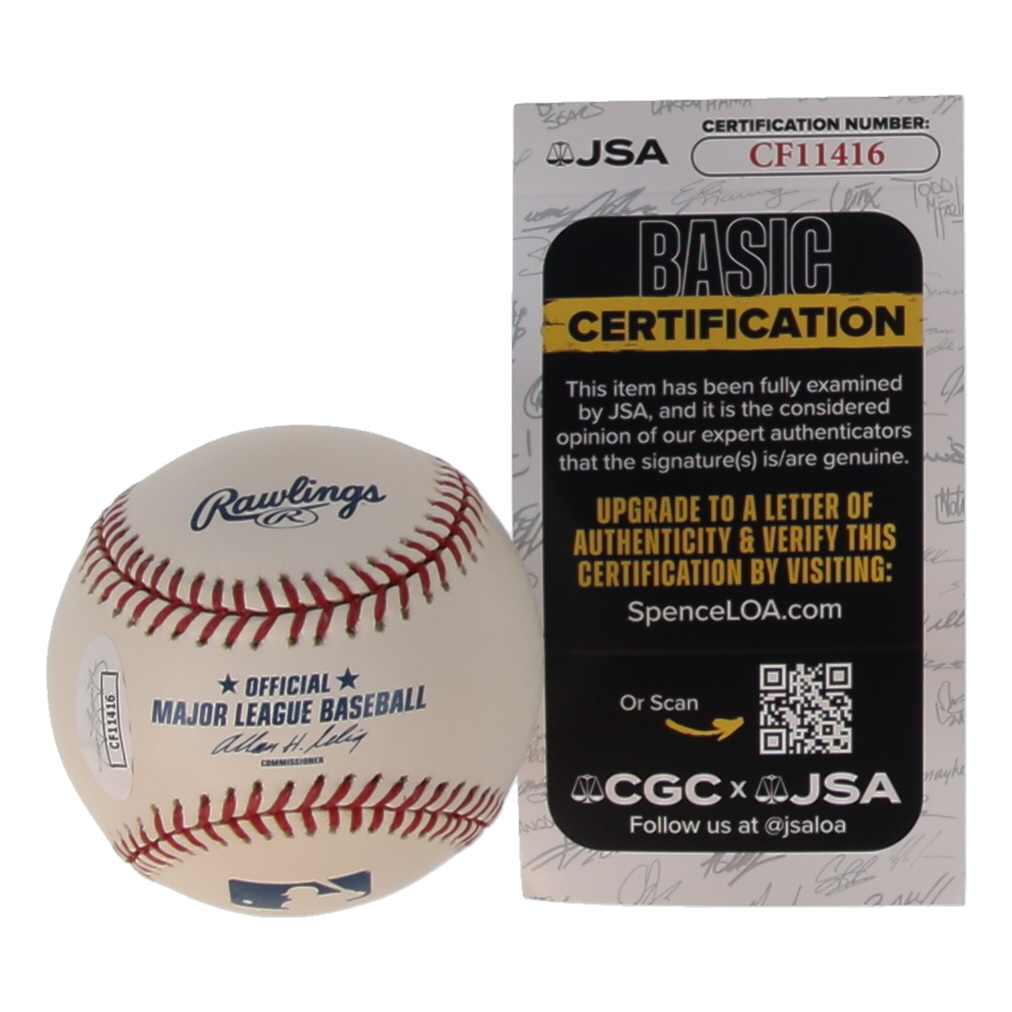 Rawlings
R
OFFICIAL
MAJOR LEAGUE BASEBALL
Allan H. Selig
COMMISSIONER
CF11416
JSA
CERTIFICATION NUMBER:
CF11416
BASIC
CERTIFICATION
This item has been fully examined
by JSA, and it is the considered
opinion of our expert authenticators
that the signature(s) is/are genuine.
UPGRADE TO A LETTER OF
AUTHENTICITY & VERIFY THIS
CERTIFICATION BY VISITING:
SpenceLOA.com
Or Scan
CGC x JSA
Follow us at @jsaloa